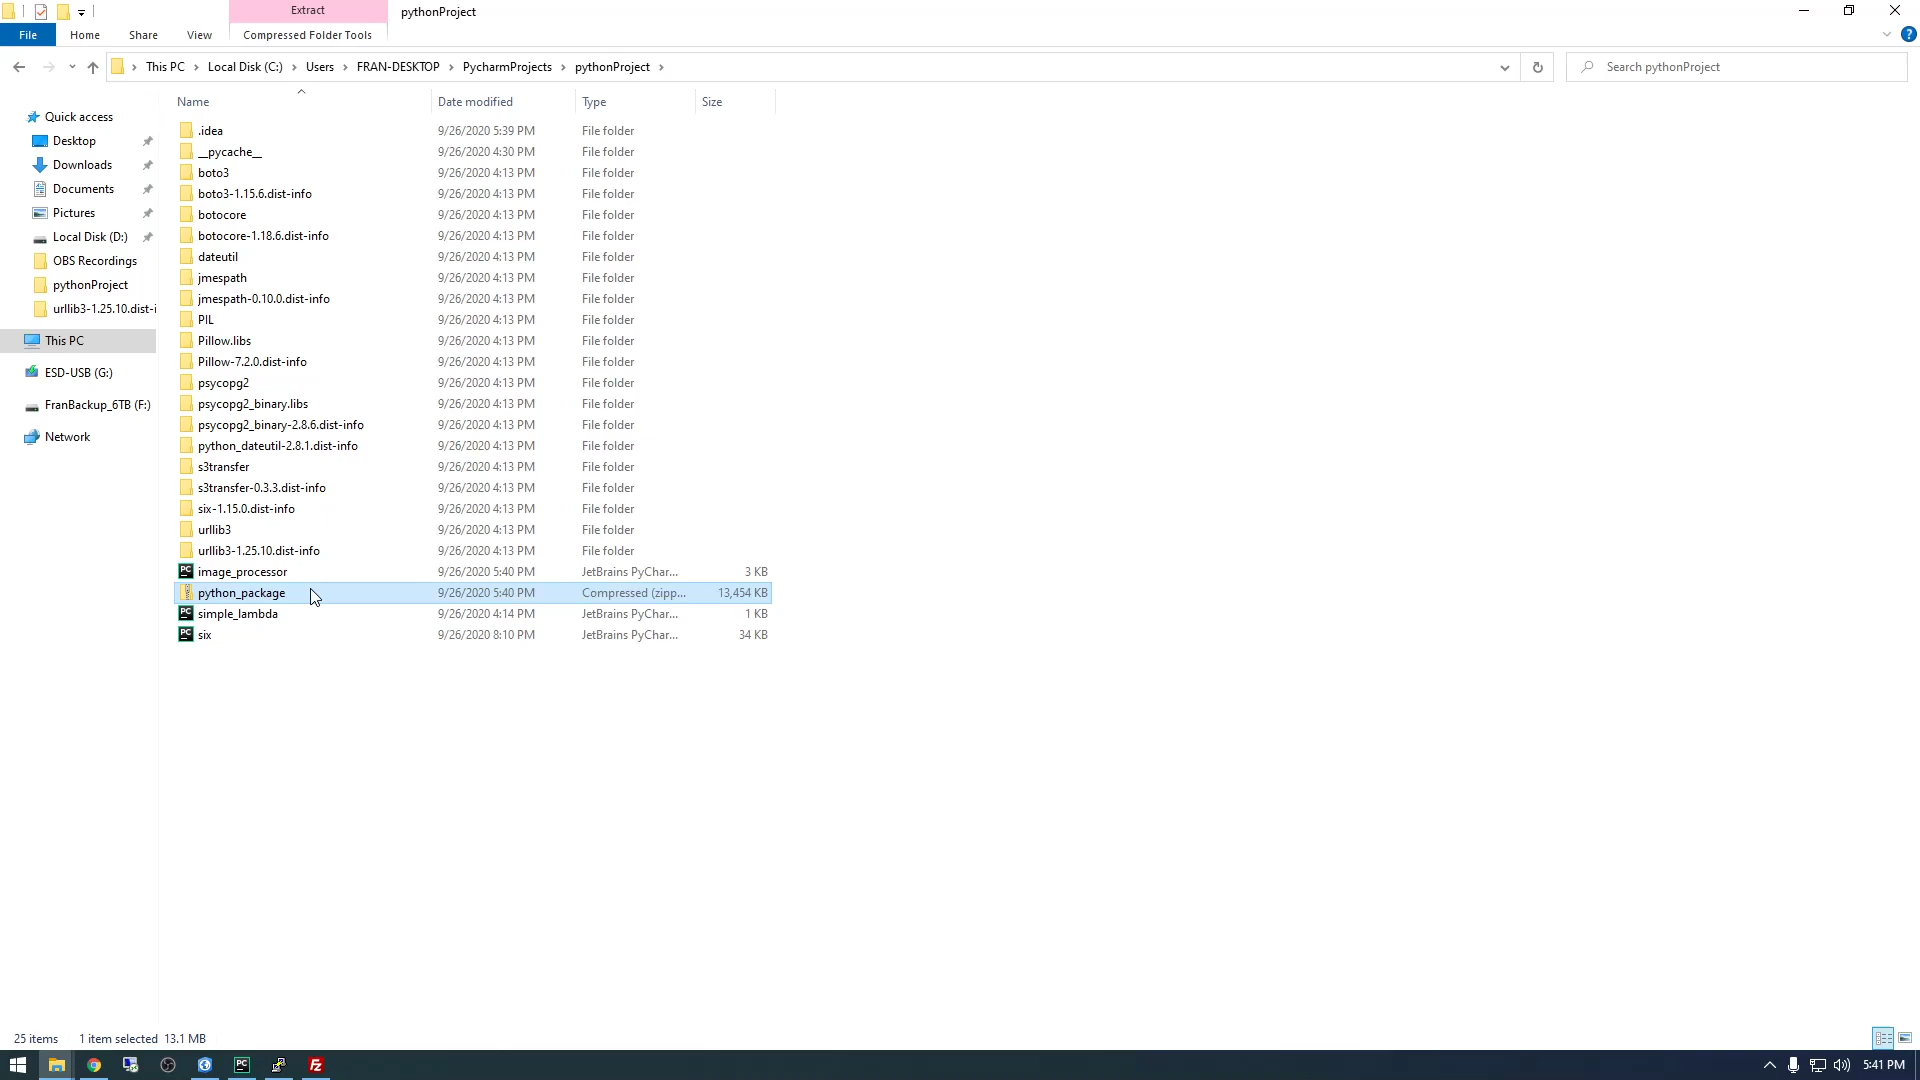 Extract
pythonProject
File
Home
Share
View
Compressed Folder Tools
?
This PC
Local Disk (C:)
Users
FRAN-DESKTOP
PycharmProjects
pythonProject
Search pythonProject
Name
Date modified
Type
Size
Quick access
Desktop
Downloads
Documents
Pictures
Local Disk (D:)
OBS Recordings
pythonProject
urllib3-1.25.10.dist-i
This PC
ESD-USB (G:)
FranBackup_6TB (F:)
Network
.idea 9/26/2020 5:39 PM File folder
__pycache__ 9/26/2020 4:30 PM File folder
boto3 9/26/2020 4:13 PM File folder
boto3-1.15.6.dist-info 9/26/2020 4:13 PM File folder
botocore 9/26/2020 4:13 PM File folder
botocore-1.18.6.dist-info 9/26/2020 4:13 PM File folder
dateutil 9/26/2020 4:13 PM File folder
jmespath 9/26/2020 4:13 PM File folder
jmespath-0.10.0.dist-info 9/26/2020 4:13 PM File folder
PIL 9/26/2020 4:13 PM File folder
Pillow.libs 9/26/2020 4:13 PM File folder
Pillow-7.2.0.dist-info 9/26/2020 4:13 PM File folder
psycopg2 9/26/2020 4:13 PM File folder
psycopg2_binary.libs 9/26/2020 4:13 PM File folder
psycopg2_binary-2.8.6.dist-info 9/26/2020 4:13 PM File folder
python_dateutil-2.8.1.dist-info 9/26/2020 4:13 PM File folder
s3transfer 9/26/2020 4:13 PM File folder
s3transfer-0.3.3.dist-info 9/26/2020 4:13 PM File folder
six-1.15.0.dist-info 9/26/2020 4:13 PM File folder
urllib3 9/26/2020 4:13 PM File folder
urllib3-1.25.10.dist-info 9/26/2020 4:13 PM File folder
PC image_processor 9/26/2020 5:40 PM JetBrains PyChar... 3 KB
python_package 9/26/2020 5:40 PM Compressed (zipp... 13,454 KB
PC simple_lambda 9/26/2020 4:14 PM JetBrains PyChar... 1 KB
PC six 9/26/2020 8:10 PM JetBrains PyChar... 34 KB
25 items 1 item selected 13.1 MB
PC
FZ
5:41 PM